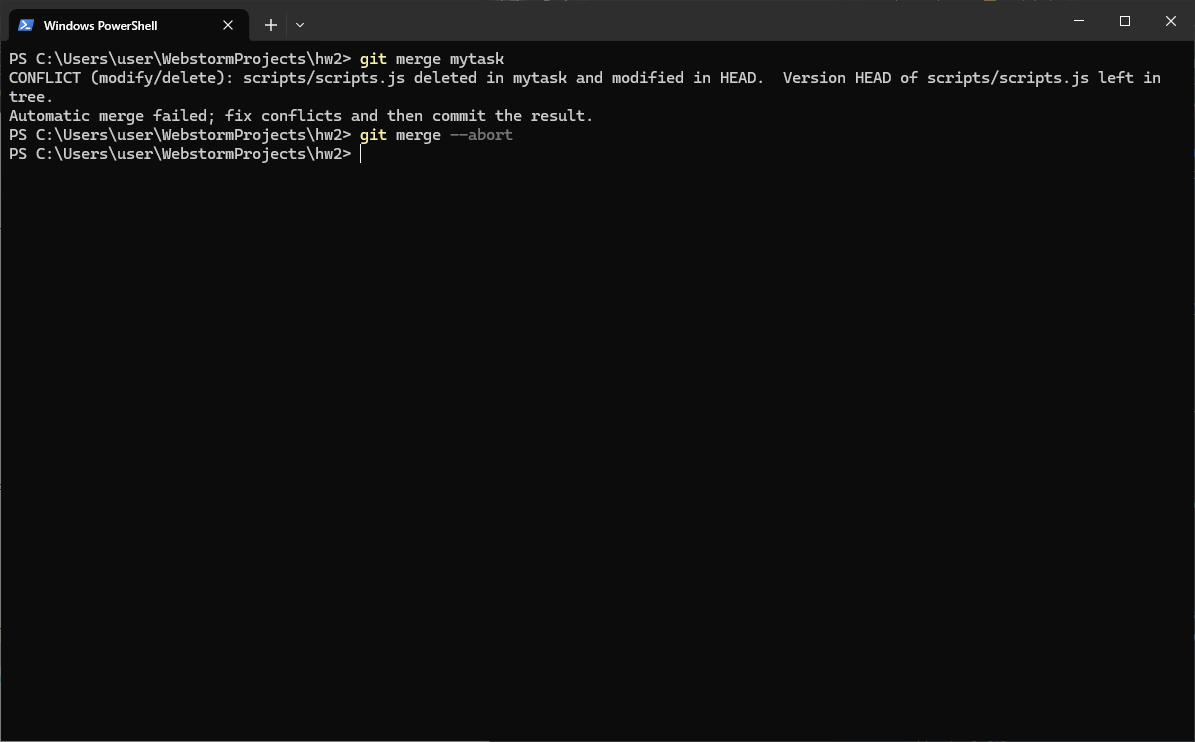 Windows PowerShell
PS C:\Users\user\WebstormProjects\hw2> git merge mytask
CONFLICT (modify/delete): scripts/scripts.js deleted in mytask and modified in HEAD.  Version HEAD of scripts/scripts.js left in
tree.
Automatic merge failed; fix conflicts and then commit the result.
PS C:\Users\user\WebstormProjects\hw2> git merge --abort
PS C:\Users\user\WebstormProjects\hw2>